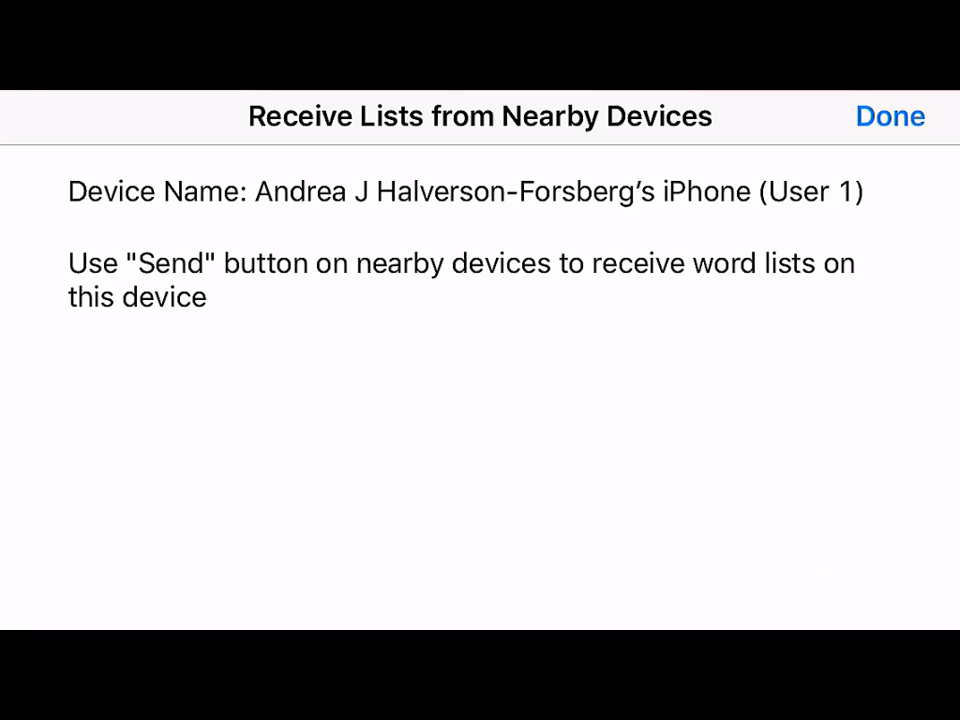 Receive Lists from Nearby Devices
Done
Device Name: Andrea J Halverson-Forsberg’s iPhone (User 1)
Use "Send" button on nearby devices to receive word lists on
this device